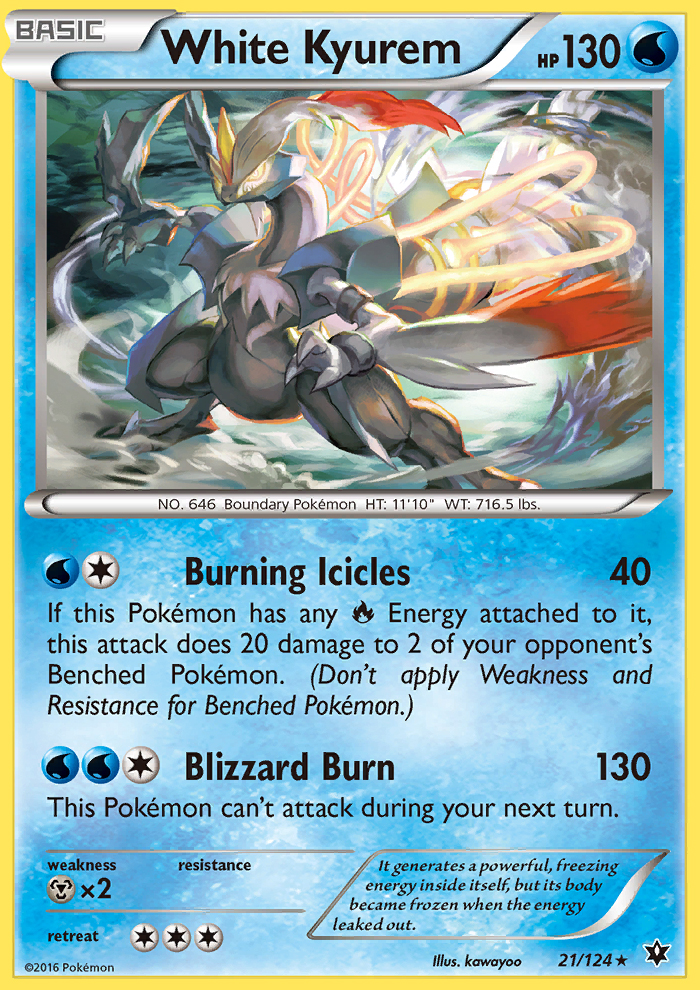 BASIC
White Kyurem
HP 130
NO. 646 Boundary Pokémon HT: 11'10" WT: 716.5 lbs.
Burning Icicles 40
If this Pokémon has any Energy attached to it,
this attack does 20 damage to 2 of your opponent's
Benched Pokémon. (Don't apply Weakness and
Resistance for Benched Pokémon.)
Blizzard Burn 130
This Pokémon can't attack during your next turn.
weakness
resistance
×2
It generates a powerful, freezing
energy inside itself, but its body
became frozen when the energy
leaked out.
retreat
©2016 Pokémon
Illus. kawayoo
21/124 ★